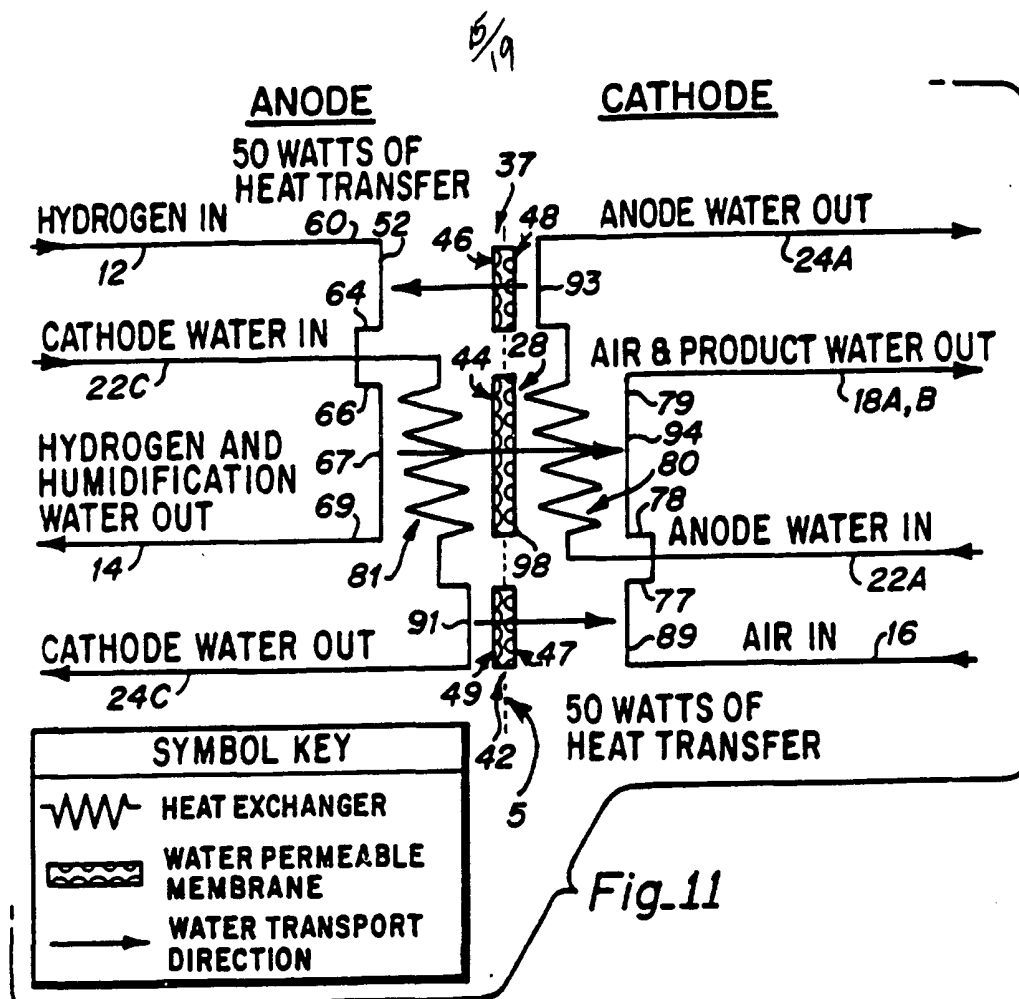 5/19
ANODE
CATHODE
50 WATTS OF
HEAT TRANSFER
37
HYDROGEN IN
60
52
46
48
ANODE WATER OUT
12
24A
93
64
CATHODE WATER IN
44
28
AIR & PRODUCT WATER OUT
22C
18A,B
66
79
HYDROGEN AND
HUMIDIFICATION
WATER OUT
67
94
80
69
78
14
81
98
ANODE WATER IN
22A
77
91
89
CATHODE WATER OUT
AIR IN
16
24C
49
47
42
50 WATTS OF
HEAT TRANSFER
5
SYMBOL KEY
HEAT EXCHANGER
WATER PERMEABLE
MEMBRANE
WATER TRANSPORT
DIRECTION
Fig_11